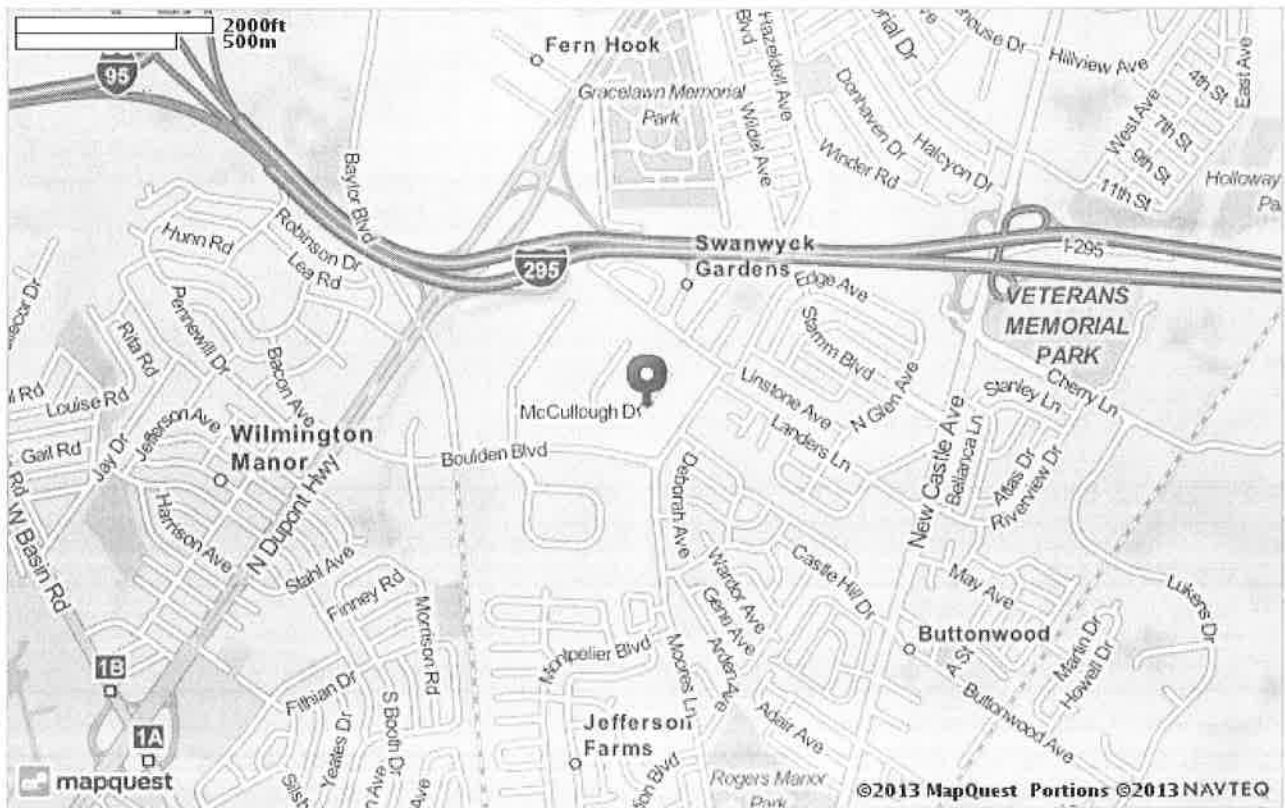 2000ft
500m
95
Fern Hook
Gracelawn Memorial
Park
Blvd
Hazeldell Ave
Wildel Ave
Donhaven Dr
Winder Rd
Halcyon Dr
Hillview Ave
West Ave
4th St
7th St
9th St
11th St
East Ave
Holloway
Baylor Blvd
Hunn Rd
Robinson Dr
Lea Rd
295
Swanwyck
Gardens
I-295
Edge Ave
VETERANS
MEMORIAL
PARK
Pennewill Dr
Rita Rd
Bacon Ave
Louise Rd
Jefferson Ave
Gail Rd
Jay Dr
Wilmington
Manor
McCullough Dr
Boulden Blvd
Linstone Ave
Landers Ln
Stamm Blvd
N Glen Ave
Cherry Ln
Stanley Ln
New Castle Ave
Bellanca Ln
Atlas Dr
Riverview Dr
Rd
W Basin Rd
Harrison Ave
N Dupont Hwy
Stahl Ave
Finney Rd
Morrison Rd
Deborah Ave
Wardor Ave
Gene Ave
Arden Ave
Castle Hill Dr
May Ave
Lukens Dr
Buttonwood
A St
Martin Dr
Howell Dr
Buttonwood Ave
Montpelier Blvd
Moores Ln
Adair Ave
1B
1A
Fithian Dr
Yeates Dr
S Booth Dr
Jefferson
Farms
Rogers Manor
Park
mapquest
©2013 MapQuest Portions ©2013 NAVTEQ